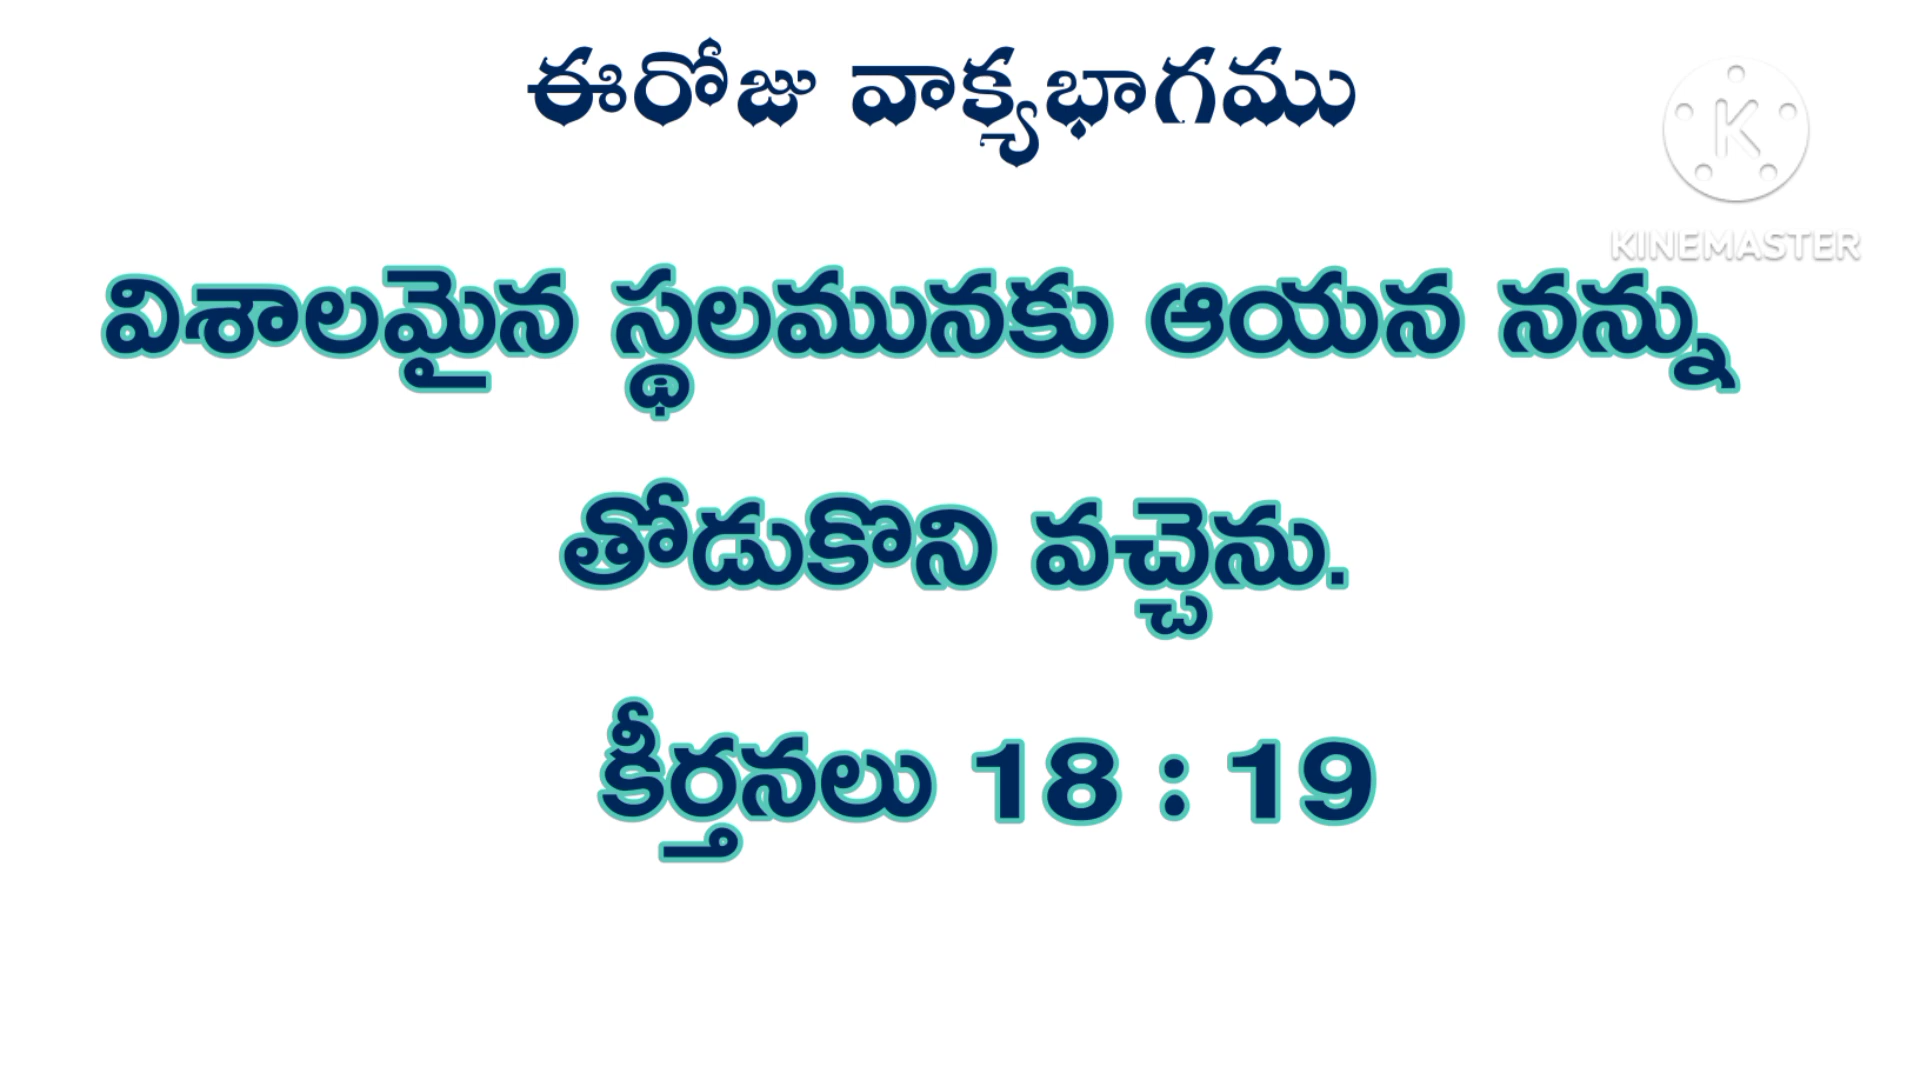 ఈరోజు వాక్యభాగము
KINEMASTER
విశాలమైన స్థలమునకు ఆయన నన్ను
తోడుకొని వచ్చెను.
కీర్తనలు 18 : 19